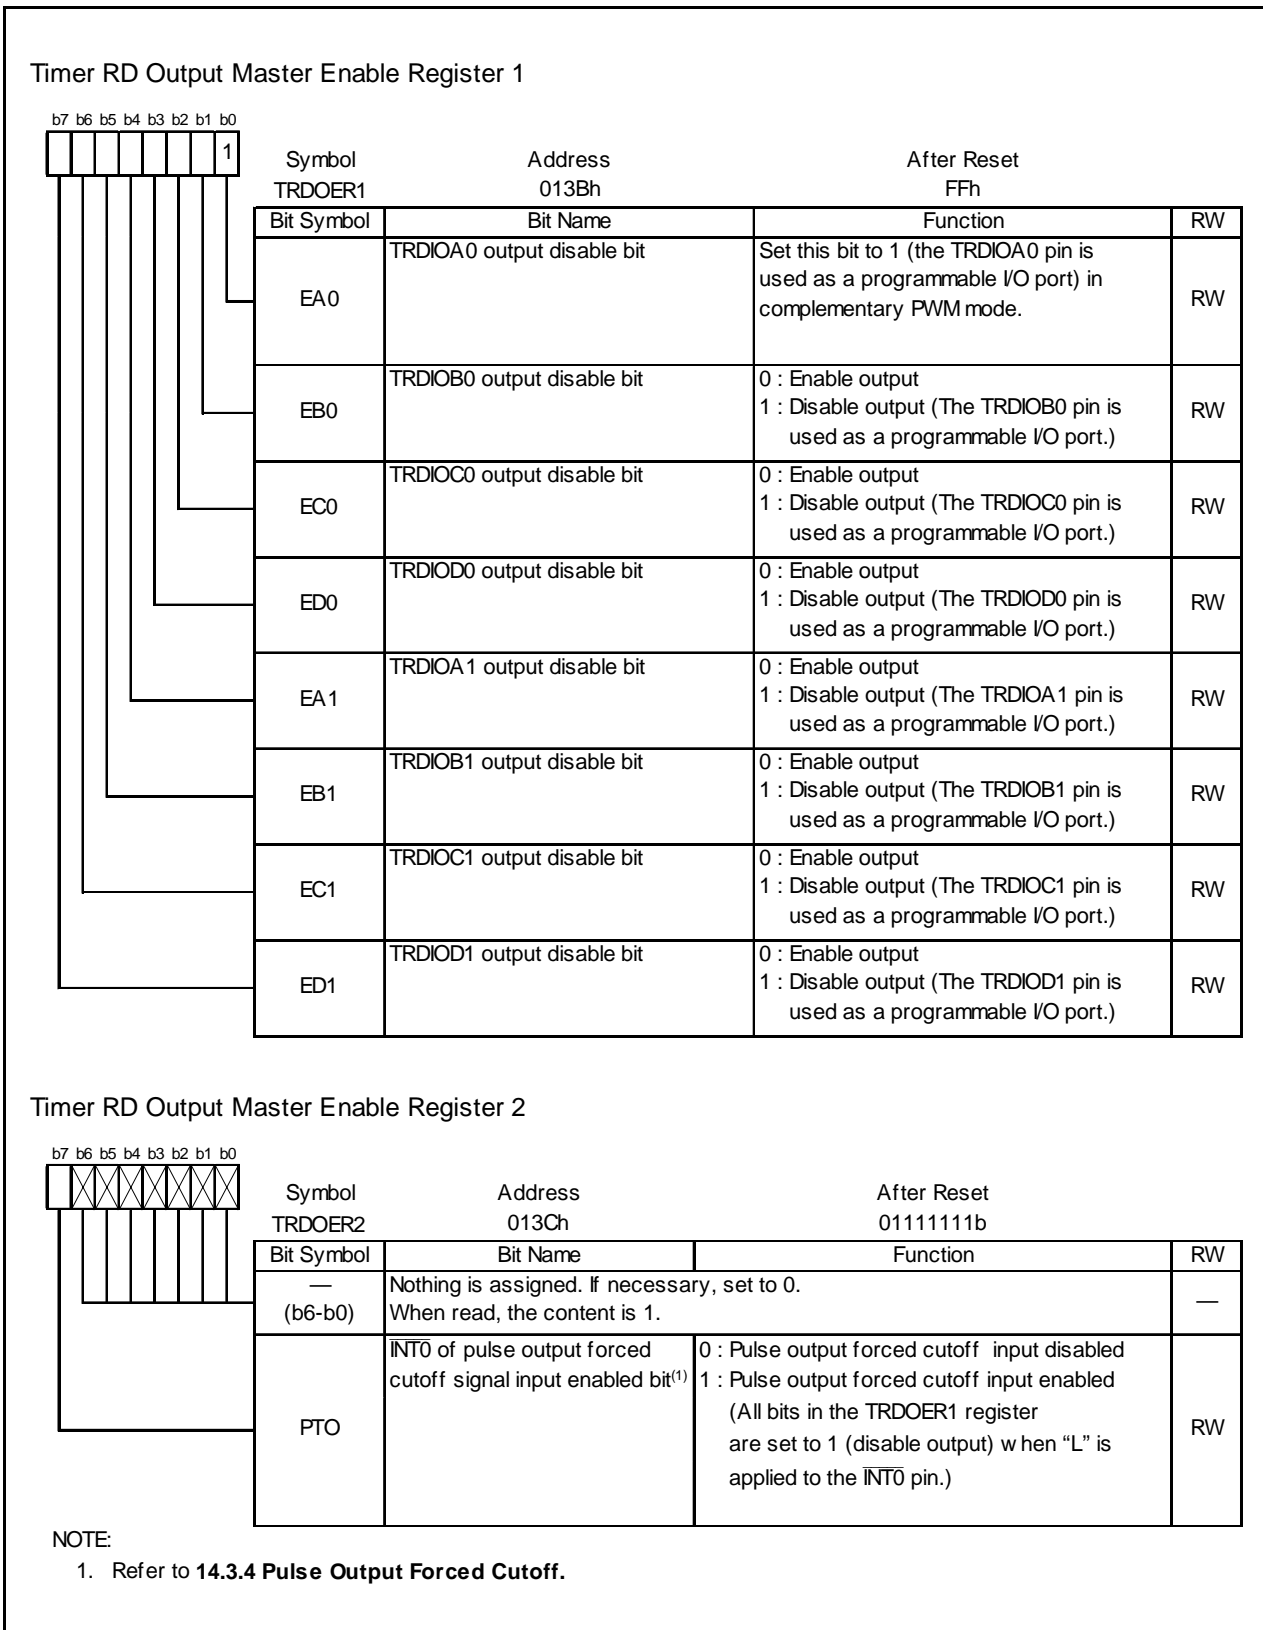 Timer RD Output Master Enable Register 1
b7 b6 b5 b4 b3 b2 b1 b0
1
Symbol Address After Reset
TRDOER1 013Bh FFh
Bit Symbol Bit Name Function RW
EA0 TRDIOA0 output disable bit Set this bit to 1 (the TRDIOA0 pin is
used as a programmable I/O port) in
complementary PWM mode. RW
EB0 TRDIOB0 output disable bit 0 : Enable output
1 : Disable output (The TRDIOB0 pin is
used as a programmable I/O port.) RW
EC0 TRDIOC0 output disable bit 0 : Enable output
1 : Disable output (The TRDIOC0 pin is
used as a programmable I/O port.) RW
ED0 TRDIOD0 output disable bit 0 : Enable output
1 : Disable output (The TRDIOD0 pin is
used as a programmable I/O port.) RW
EA1 TRDIOA1 output disable bit 0 : Enable output
1 : Disable output (The TRDIOA1 pin is
used as a programmable I/O port.) RW
EB1 TRDIOB1 output disable bit 0 : Enable output
1 : Disable output (The TRDIOB1 pin is
used as a programmable I/O port.) RW
EC1 TRDIOC1 output disable bit 0 : Enable output
1 : Disable output (The TRDIOC1 pin is
used as a programmable I/O port.) RW
ED1 TRDIOD1 output disable bit 0 : Enable output
1 : Disable output (The TRDIOD1 pin is
used as a programmable I/O port.) RW
Timer RD Output Master Enable Register 2
b7 b6 b5 b4 b3 b2 b1 b0
Symbol Address After Reset
TRDOER2 013Ch 01111111b
Bit Symbol Bit Name Function RW
— Nothing is assigned. If necessary, set to 0.
(b6-b0) When read, the content is 1. —
PTO I̅N̅T̅0̅ of pulse output forced
cutoff signal input enabled bit(1)
0 : Pulse output forced cutoff input disabled
1 : Pulse output forced cutoff input enabled
(All bits in the TRDOER1 register
are set to 1 (disable output) when “L” is
applied to the I̅N̅T̅0̅ pin.) RW
NOTE:
1. Refer to 14.3.4 Pulse Output Forced Cutoff.